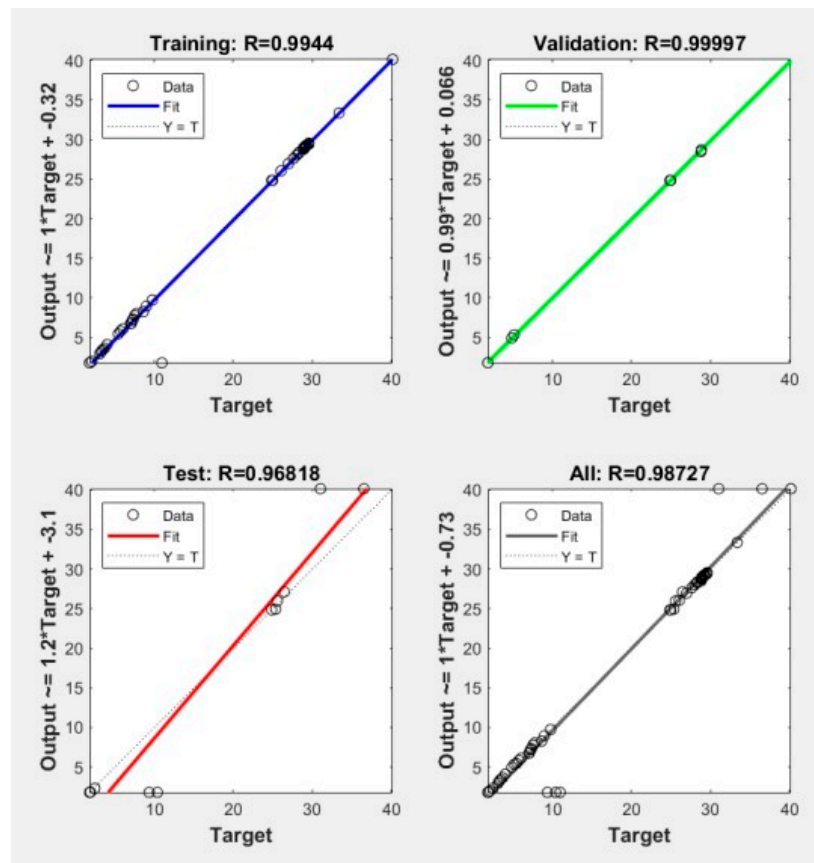 Training: R=0.9944
Output ~= 1*Target + -0.32
40
35
30
25
20
15
10
5
Data
Fit
Y = T
10
20
30
40
Target
Validation: R=0.99997
Output ~= 0.99*Target + 0.066
40
35
30
25
20
15
10
5
Data
Fit
Y = T
10
20
30
40
Target
Test: R=0.96818
Output ~= 1.2*Target + -3.1
40
35
30
25
20
15
10
5
Data
Fit
Y = T
10
20
30
40
Target
All: R=0.98727
Output ~= 1*Target + -0.73
40
35
30
25
20
15
10
5
Data
Fit
Y = T
10
20
30
40
Target